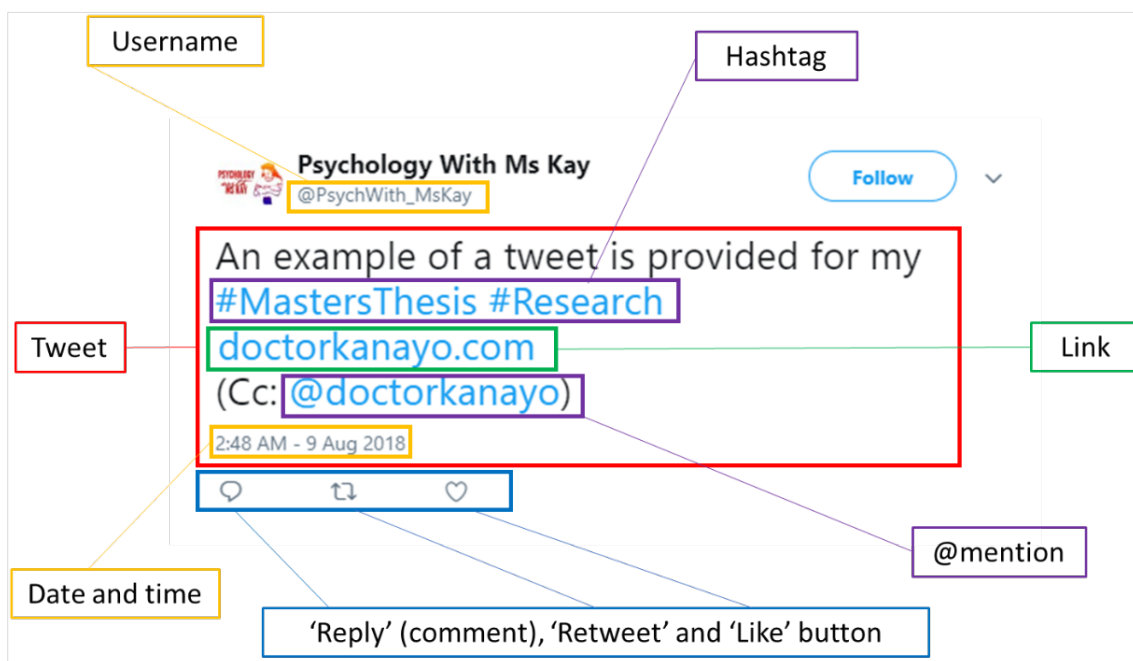 Username
Hashtag
PSYCHOLOGY
Psychology With Ms Kay
@PsychWith_MsKay
Follow
An example of a tweet is provided for my
#MastersThesis #Research
Tweet
doctorkanayo.com
Link
(Cc: @doctorkanayo)
2:48 AM - 9 Aug 2018
@mention
Date and time
‘Reply’ (comment), ‘Retweet’ and ‘Like’ button